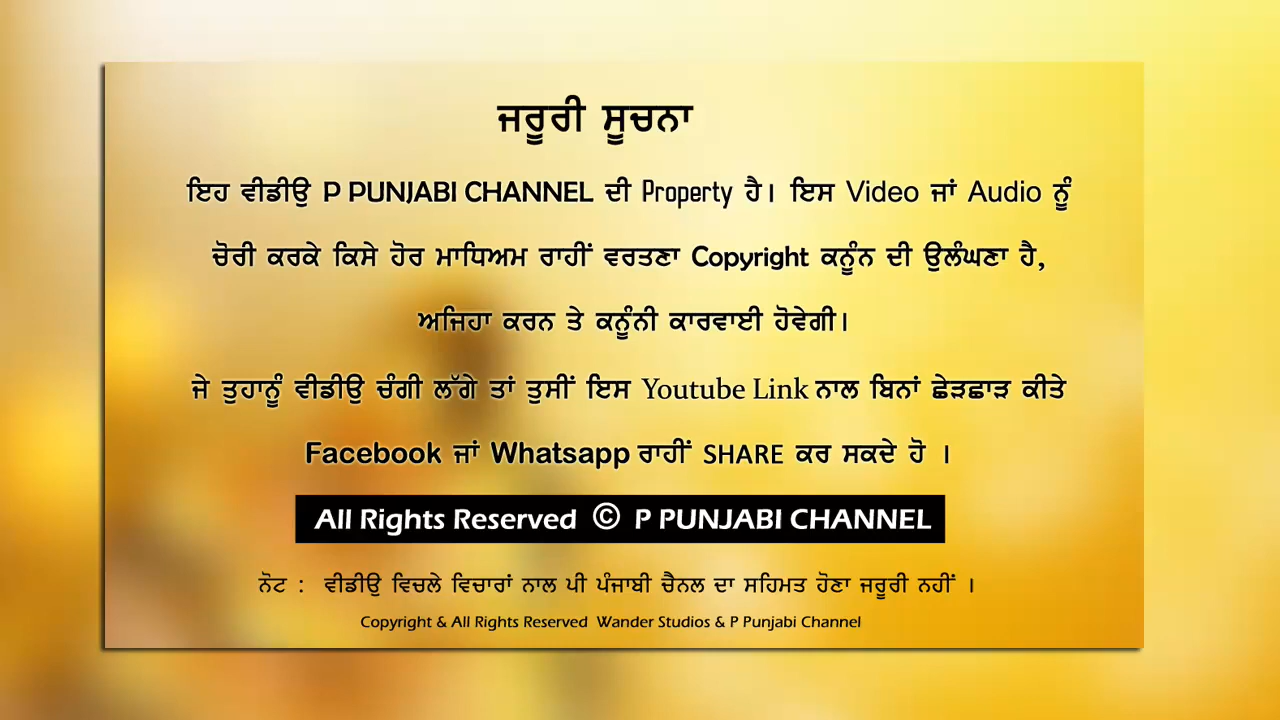 ਜਰੂਰੀ ਸੂਚਨਾ
ਇਹ ਵੀਡੀਉ P PUNJABI CHANNEL ਦੀ Property ਹੈ। ਇਸ Video ਜਾਂ Audio ਨੂੰ
ਚੋਰੀ ਕਰਕੇ ਕਿਸੇ ਹੋਰ ਮਾਧਿਅਮ ਰਾਹੀਂ ਵਰਤਣਾ Copyright ਕਨੂੰਨ ਦੀ ਉਲੰਘਣਾ ਹੈ,
ਅਜਿਹਾ ਕਰਨ ਤੇ ਕਨੂੰਨੀ ਕਾਰਵਾਈ ਹੋਵੇਗੀ।
ਜੇ ਤੁਹਾਨੂੰ ਵੀਡੀਉ ਚੰਗੀ ਲੱਗੇ ਤਾਂ ਤੁਸੀਂ ਇਸ Youtube Link ਨਾਲ ਬਿਨਾਂ ਛੇੜਛਾੜ ਕੀਤੇ
Facebook ਜਾਂ Whatsapp ਰਾਹੀਂ SHARE ਕਰ ਸਕਦੇ ਹੋ ।
All Rights Reserved © P PUNJABI CHANNEL
ਨੋਟ : ਵੀਡੀਉ ਵਿਚਲੇ ਵਿਚਾਰਾਂ ਨਾਲ ਪੀ ਪੰਜਾਬੀ ਚੈਨਲ ਦਾ ਸਹਿਮਤ ਹੋਣਾ ਜਰੂਰੀ ਨਹੀਂ ।
Copyright & All Rights Reserved Wander Studios & P Punjabi Channel